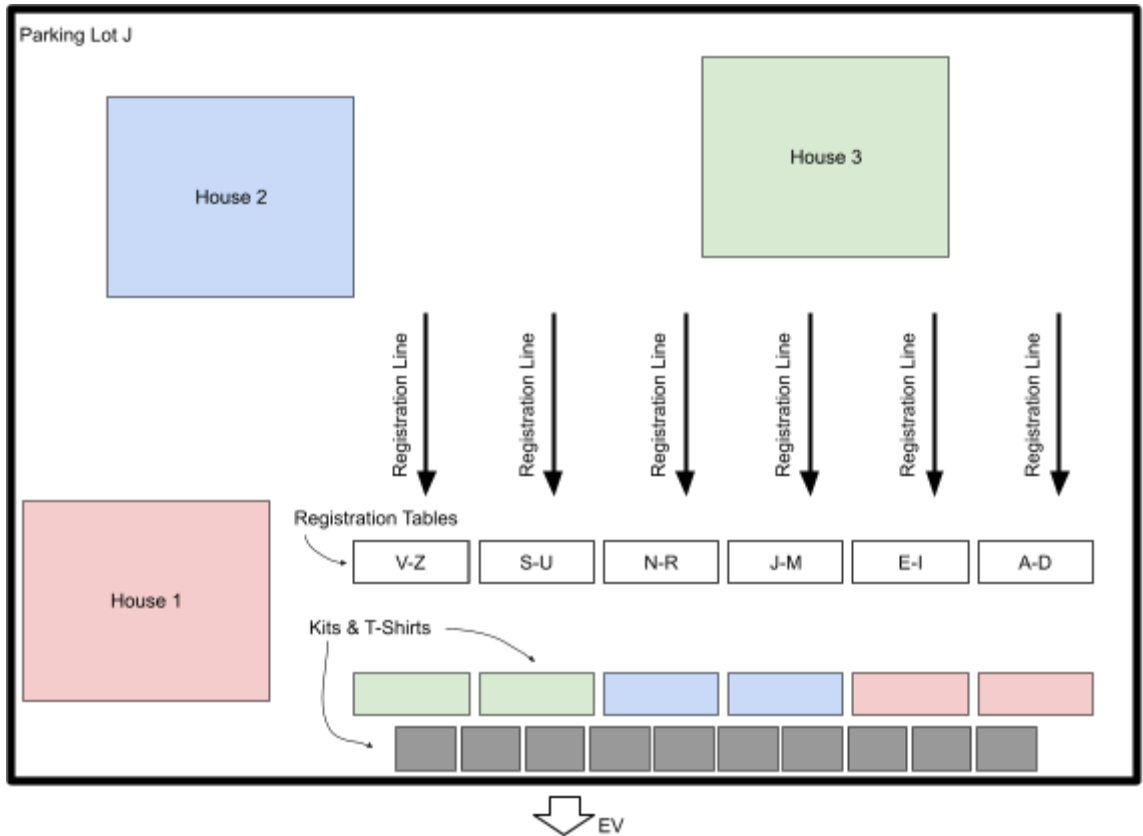 Parking Lot J
House 3
House 2
Registration Line
Registration Line
Registration Line
Registration Line
Registration Line
Registration Line
Registration Tables
V-Z
S-U
N-R
J-M
E-I
A-D
House 1
Kits & T-Shirts
EV